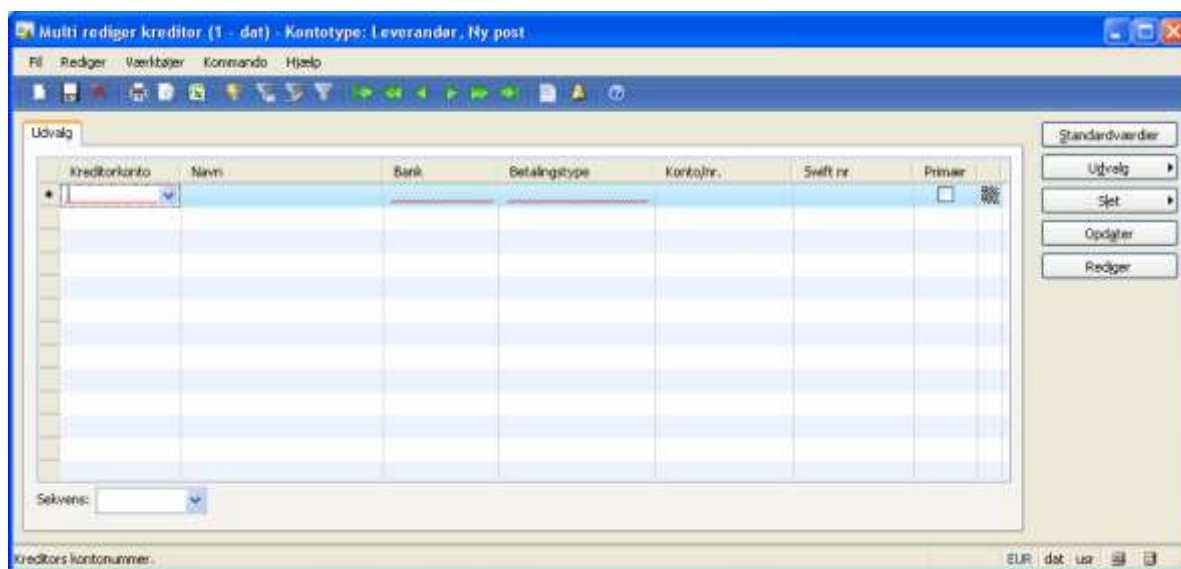 Multi rediger kreditor (1 - dat) - Kontotype: Leverandør, Ny post
Fil Rediger Værktøjer Kommando Hjælp
Udvalg
Kreditorkonto Navn Bank Betalingstype Konto/nr. Swift nr Primær
Sekvens:
Standardværdier
Udvalg
Slet
Opdater
Rediger
Kreditors kontonummer.
EUR dat usr